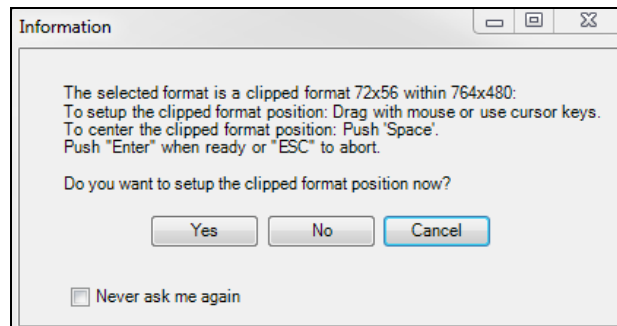 Information
The selected format is a clipped format 72x56 within 764x480:
To setup the clipped format position: Drag with mouse or use cursor keys.
To center the clipped format position: Push 'Space'.
Push "Enter" when ready or "ESC" to abort.
Do you want to setup the clipped format position now?
Yes No Cancel
Never ask me again